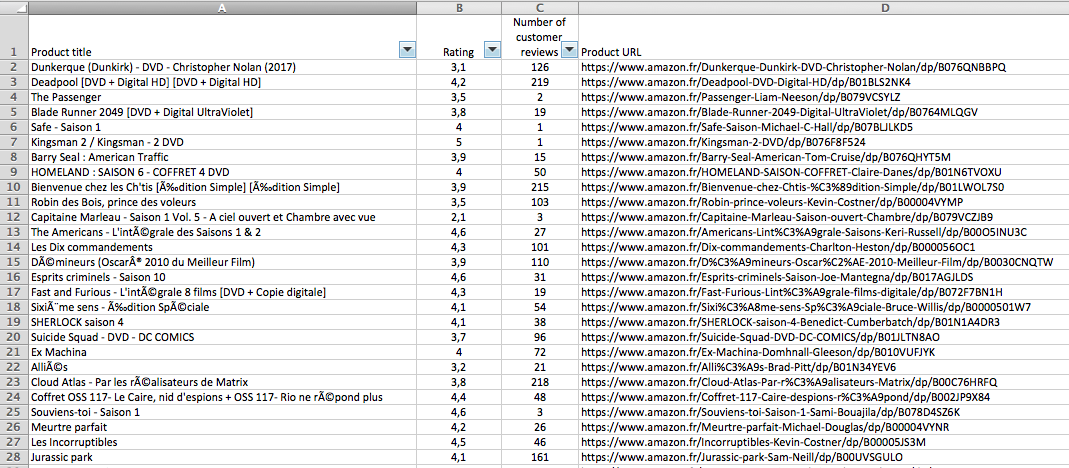 A B C D
Number of
customer
1 Product title Rating reviews Product URL
2 Dunkerque (Dunkirk) - DVD - Christopher Nolan (2017) 3,1 126 https://www.amazon.fr/Dunkerque-Dunkirk-DVD-Christopher-Nolan/dp/B076QNBBPQ
3 Deadpool [DVD + Digital HD] [DVD + Digital HD] 4,2 219 https://www.amazon.fr/Deadpool-DVD-Digital-HD/dp/B01BLS2NK4
4 The Passenger 3,5 2 https://www.amazon.fr/Passenger-Liam-Neeson/dp/B079VCSYLZ
5 Blade Runner 2049 [DVD + Digital UltraViolet] 3,8 19 https://www.amazon.fr/Blade-Runner-2049-Digital-UltraViolet/dp/B0764MLQGV
6 Safe - Saison 1 4 1 https://www.amazon.fr/Safe-Saison-Michael-C-Hall/dp/B07BLJLKD5
7 Kingsman 2 / Kingsman - 2 DVD 5 1 https://www.amazon.fr/Kingsman-2-DVD/dp/B076F8F524
8 Barry Seal : American Traffic 3,9 15 https://www.amazon.fr/Barry-Seal-American-Tom-Cruise/dp/B076QHYT5M
9 HOMELAND : SAISON 6 - COFFRET 4 DVD 4 50 https://www.amazon.fr/HOMELAND-SAISON-COFFRET-Claire-Danes/dp/B01N6TVOXU
10 Bienvenue chez les Ch'tis [Ã‰dition Simple] [Ã‰dition Simple] 3,9 215 https://www.amazon.fr/Bienvenue-chez-Chtis-%C3%89dition-Simple/dp/B01LWOL7S0
11 Robin des Bois, prince des voleurs 3,5 103 https://www.amazon.fr/Robin-prince-voleurs-Kevin-Costner/dp/B00004VYMP
12 Capitaine Marleau - Saison 1 Vol. 5 - A ciel ouvert et Chambre avec vue 2,1 3 https://www.amazon.fr/Capitaine-Marleau-Saison-ouvert-Chambre/dp/B079VCZJB9
13 The Americans - L'intÃ©grale des Saisons 1 & 2 4,6 27 https://www.amazon.fr/Americans-Lint%C3%A9grale-Saisons-Keri-Russell/dp/B00O5INU3C
14 Les Dix commandements 4,3 101 https://www.amazon.fr/Dix-commandements-Charlton-Heston/dp/B000056OC1
15 DÃ©mineurs (OscarÂ® 2010 du Meilleur Film) 3,9 110 https://www.amazon.fr/D%C3%A9mineurs-Oscar%C2%AE-2010-Meilleur-Film/dp/B0030CNQTW
16 Esprits criminels - Saison 10 4,6 31 https://www.amazon.fr/Esprits-criminels-Saison-Joe-Mantegna/dp/B017AGJLDS
17 Fast and Furious - L'intÃ©grale 8 films [DVD + Copie digitale] 4,3 19 https://www.amazon.fr/Fast-Furious-Lint%C3%A9grale-films-digitale/dp/B072F7BN1H
18 SixiÃ¨me sens - Ã‰dition SpÃ©ciale 4,1 54 https://www.amazon.fr/Sixi%C3%A8me-sens-Sp%C3%A9ciale-Bruce-Willis/dp/B0000501W7
19 SHERLOCK saison 4 4,1 38 https://www.amazon.fr/SHERLOCK-saison-4-Benedict-Cumberbatch/dp/B01N1A4DR3
20 Suicide Squad - DVD - DC COMICS 3,7 96 https://www.amazon.fr/Suicide-Squad-DVD-DC-COMICS/dp/B01JLTN8AO
21 Ex Machina 4 72 https://www.amazon.fr/Ex-Machina-Domhnall-Gleeson/dp/B010VUFJYK
22 AlliÃ©s 3,2 21 https://www.amazon.fr/Alli%C3%A9s-Brad-Pitt/dp/B01N34YEV6
23 Cloud Atlas - Par les rÃ©alisateurs de Matrix 3,8 218 https://www.amazon.fr/Cloud-Atlas-Par-r%C3%A9alisateurs-Matrix/dp/B00C76HRFQ
24 Coffret OSS 117- Le Caire, nid d'espions + OSS 117- Rio ne rÃ©pond plus 4,4 48 https://www.amazon.fr/Coffret-117-Caire-despions-r%C3%A9pond/dp/B002JP9X84
25 Souviens-toi - Saison 1 4,6 3 https://www.amazon.fr/Souviens-toi-Saison-1-Sami-Bouajila/dp/B078D4SZ6K
26 Meurtre parfait 4,2 26 https://www.amazon.fr/Meurtre-parfait-Michael-Douglas/dp/B00004VYNR
27 Les Incorruptibles 4,5 46 https://www.amazon.fr/Incorruptibles-Kevin-Costner/dp/B00005JS3M
28 Jurassic park 4,1 161 https://www.amazon.fr/Jurassic-park-Sam-Neill/dp/B00UVSGULO